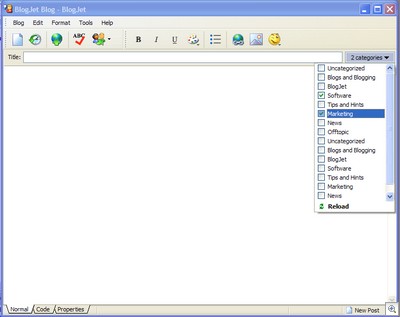 BlogJet Blog - BlogJet
Blog Edit Format Tools Help
ABC B I U
Title: 2 categories
Uncategorized
Blogs and Blogging
BlogJet
Software
Tips and Hints
Marketing
News
Offtopic
Uncategorized
Blogs and Blogging
BlogJet
Software
Tips and Hints
Marketing
News
Reload
Normal Code Properties New Post